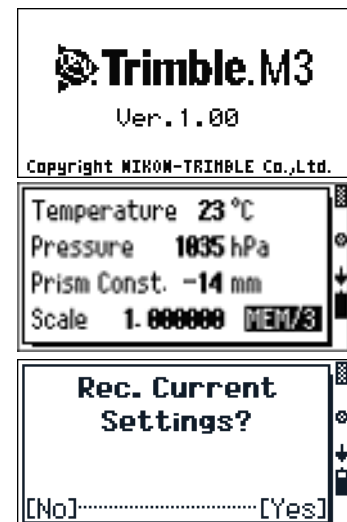 Trimble. M3
Ver.1.00
Copyright NIKON-TRIMBLE Co.,Ltd.
Temperature 23 °C
Pressure 1035 hPa
Prism Const. -14 mm
Scale 1.000000 MEM/3
Rec. Current
Settings?
[No] [Yes]